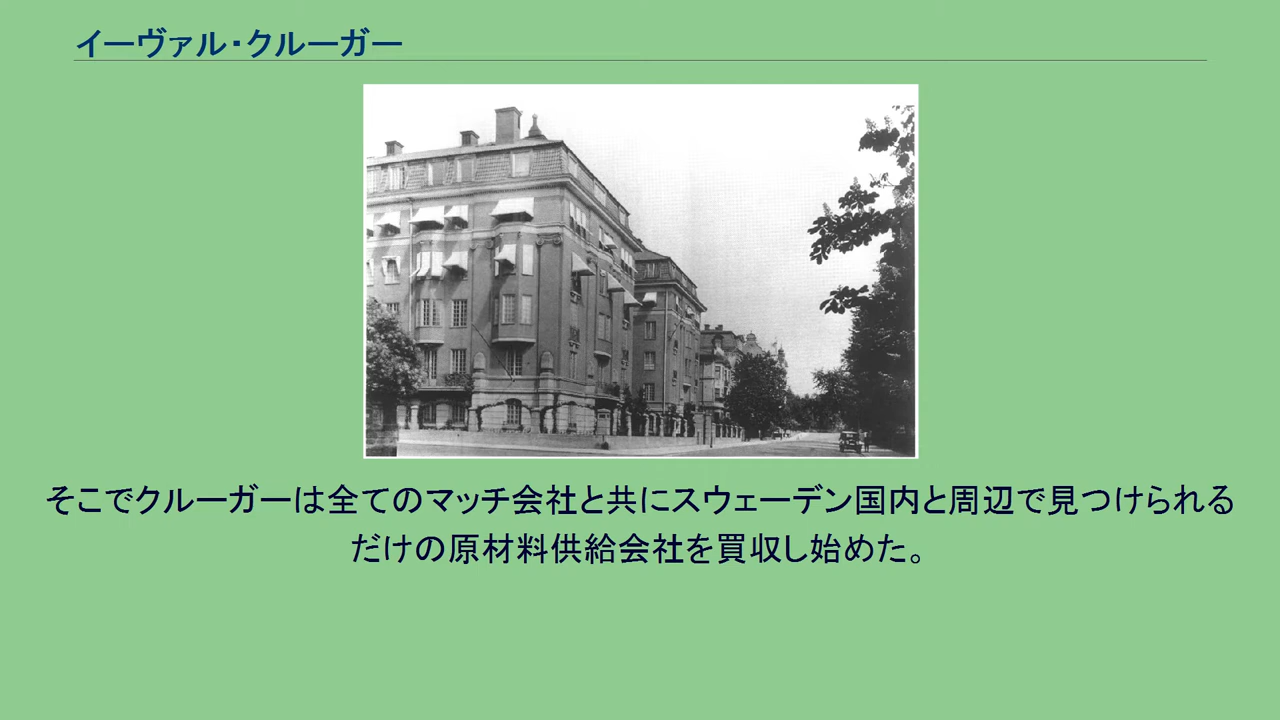 イーヴァル・クルーガー
そこでクルーガーは全てのマッチ会社と共にスウェーデン国内と周辺で見つけられる
だけの原材料供給会社を買収し始めた。